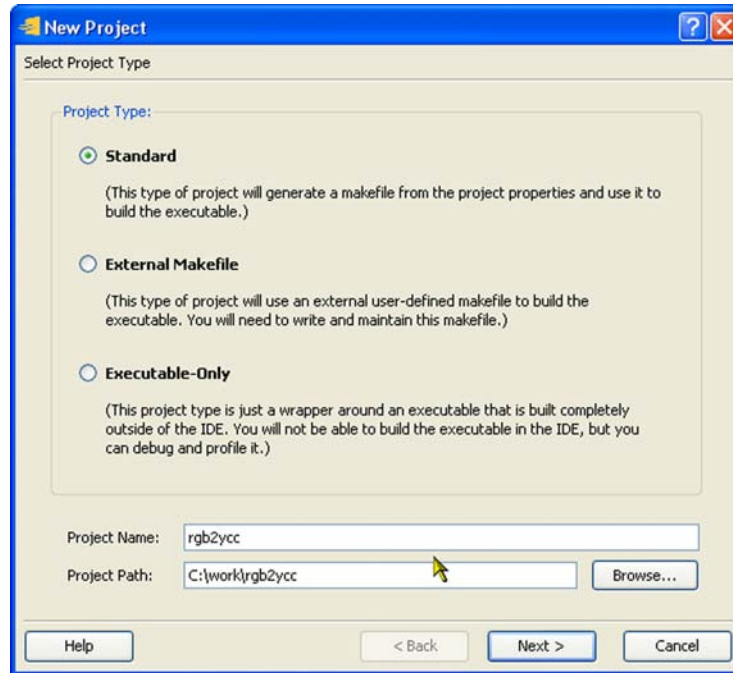 New Project
Select Project Type
Project Type:
Standard
(This type of project will generate a makefile from the project properties and use it to
build the executable.)
External Makefile
(This type of project will use an external user-defined makefile to build the
executable. You will need to write and maintain this makefile.)
Executable-Only
(This project type is just a wrapper around an executable that is built completely
outside of the IDE. You will not be able to build the executable in the IDE, but you
can debug and profile it.)
Project Name: rgb2ycc
Project Path: C:\work\rgb2ycc Browse...
Help < Back Next > Cancel